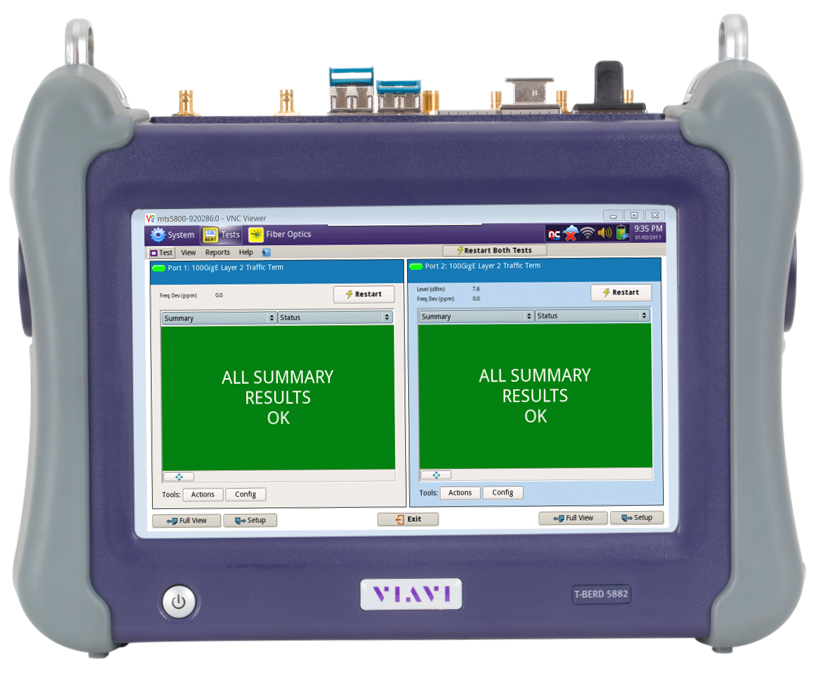 mts5800-920286:0 - VNC Viewer
System Tests Fiber Optics
9:35 PM
01/03/2011
Test View Reports Help
Restart Both Tests
Port 1: 100GigE Layer 2 Traffic Term
Freq Dev (ppm) 0.0
Restart
Summary Status
ALL SUMMARY
RESULTS
OK
Tools: Actions Config
Full View Setup
Port 2: 100GigE Layer 2 Traffic Term
Level (dBm) 7.6
Freq Dev (ppm) 0.0
Restart
Summary Status
ALL SUMMARY
RESULTS
OK
Tools: Actions Config
Exit
Full View Setup
VIAVI
T-BERD 5882